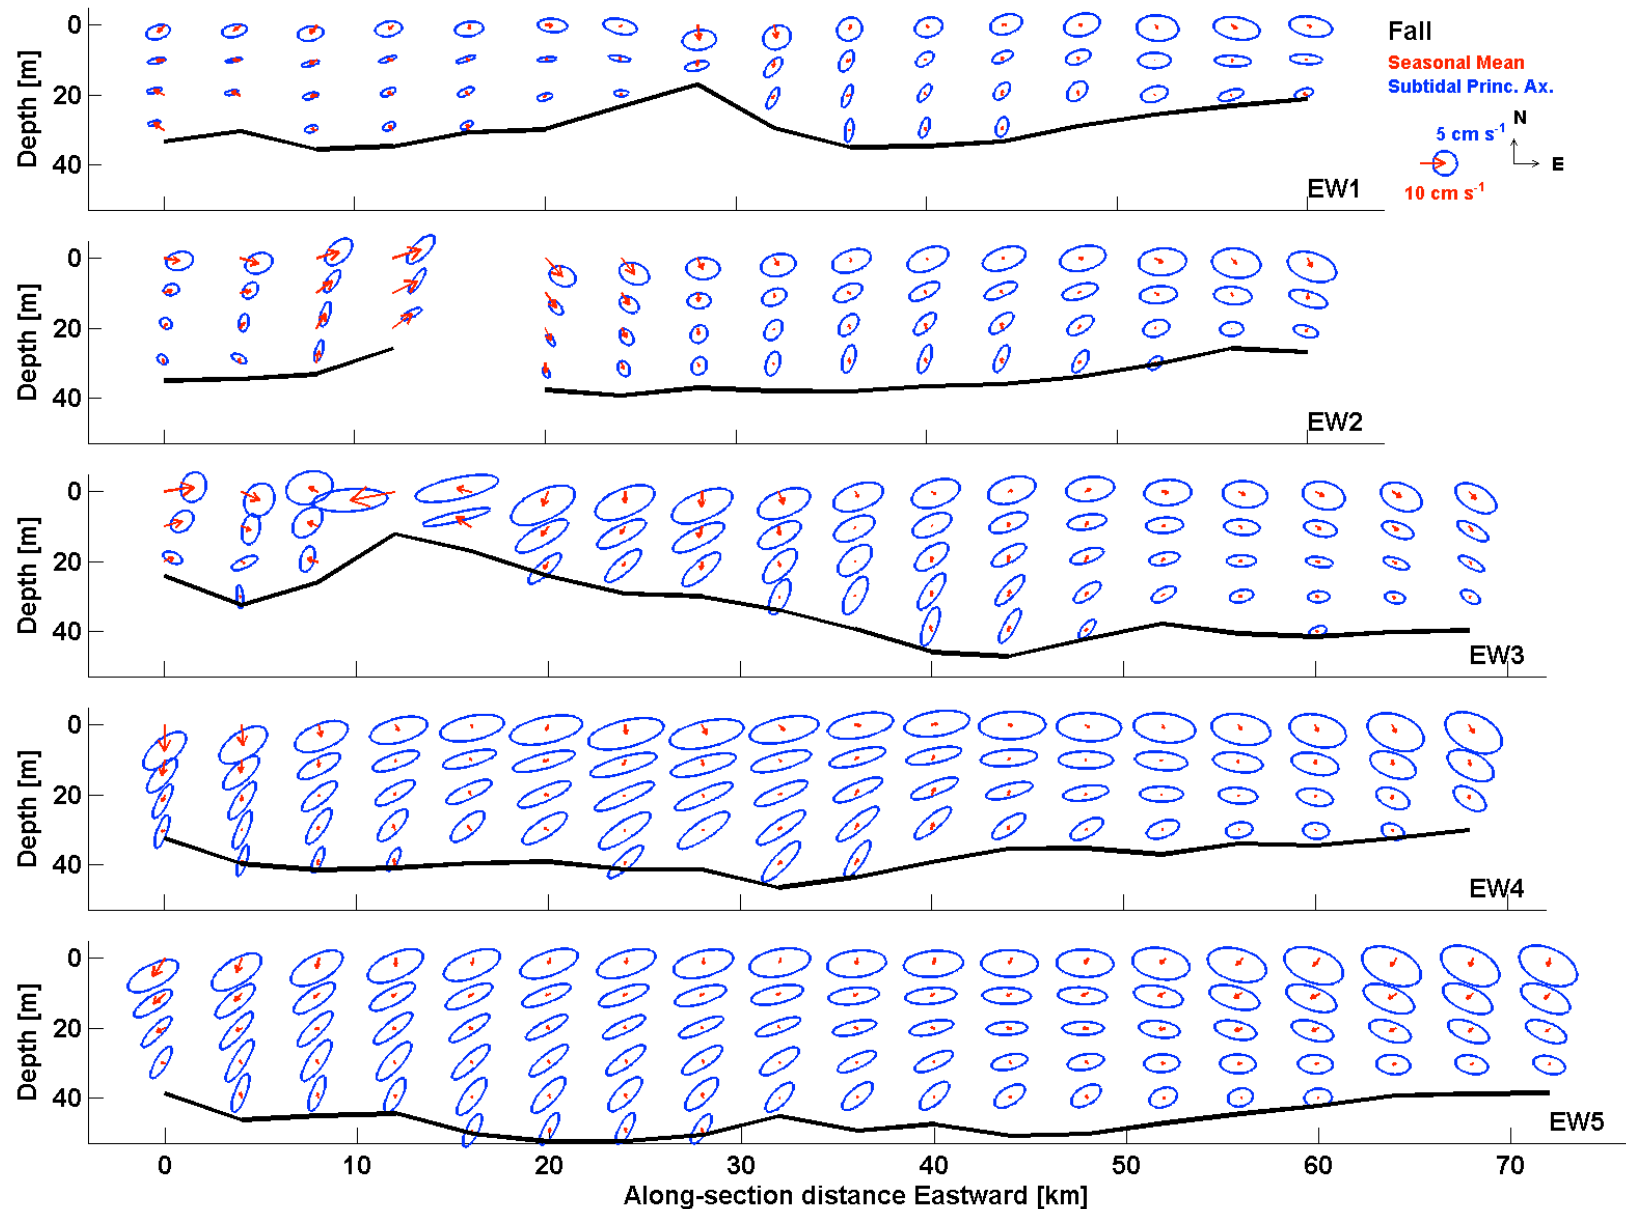 Fall
Seasonal Mean
Subtidal Princ. Ax.
5 cm s⁻¹
N
E
10 cm s⁻¹
Depth [m]
0
20
40
EW1
Depth [m]
0
20
40
EW2
Depth [m]
0
20
40
EW3
Depth [m]
0
20
40
EW4
Depth [m]
0
20
40
EW5
0 10 20 30 40 50 60 70
Along-section distance Eastward [km]